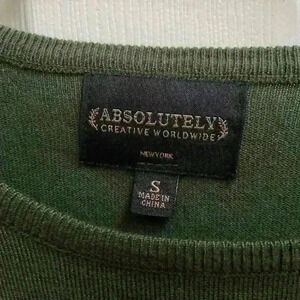 ABSOLUTELY
CREATIVE WORLDWIDE
NEW YORK
S
MADE IN
CHINA